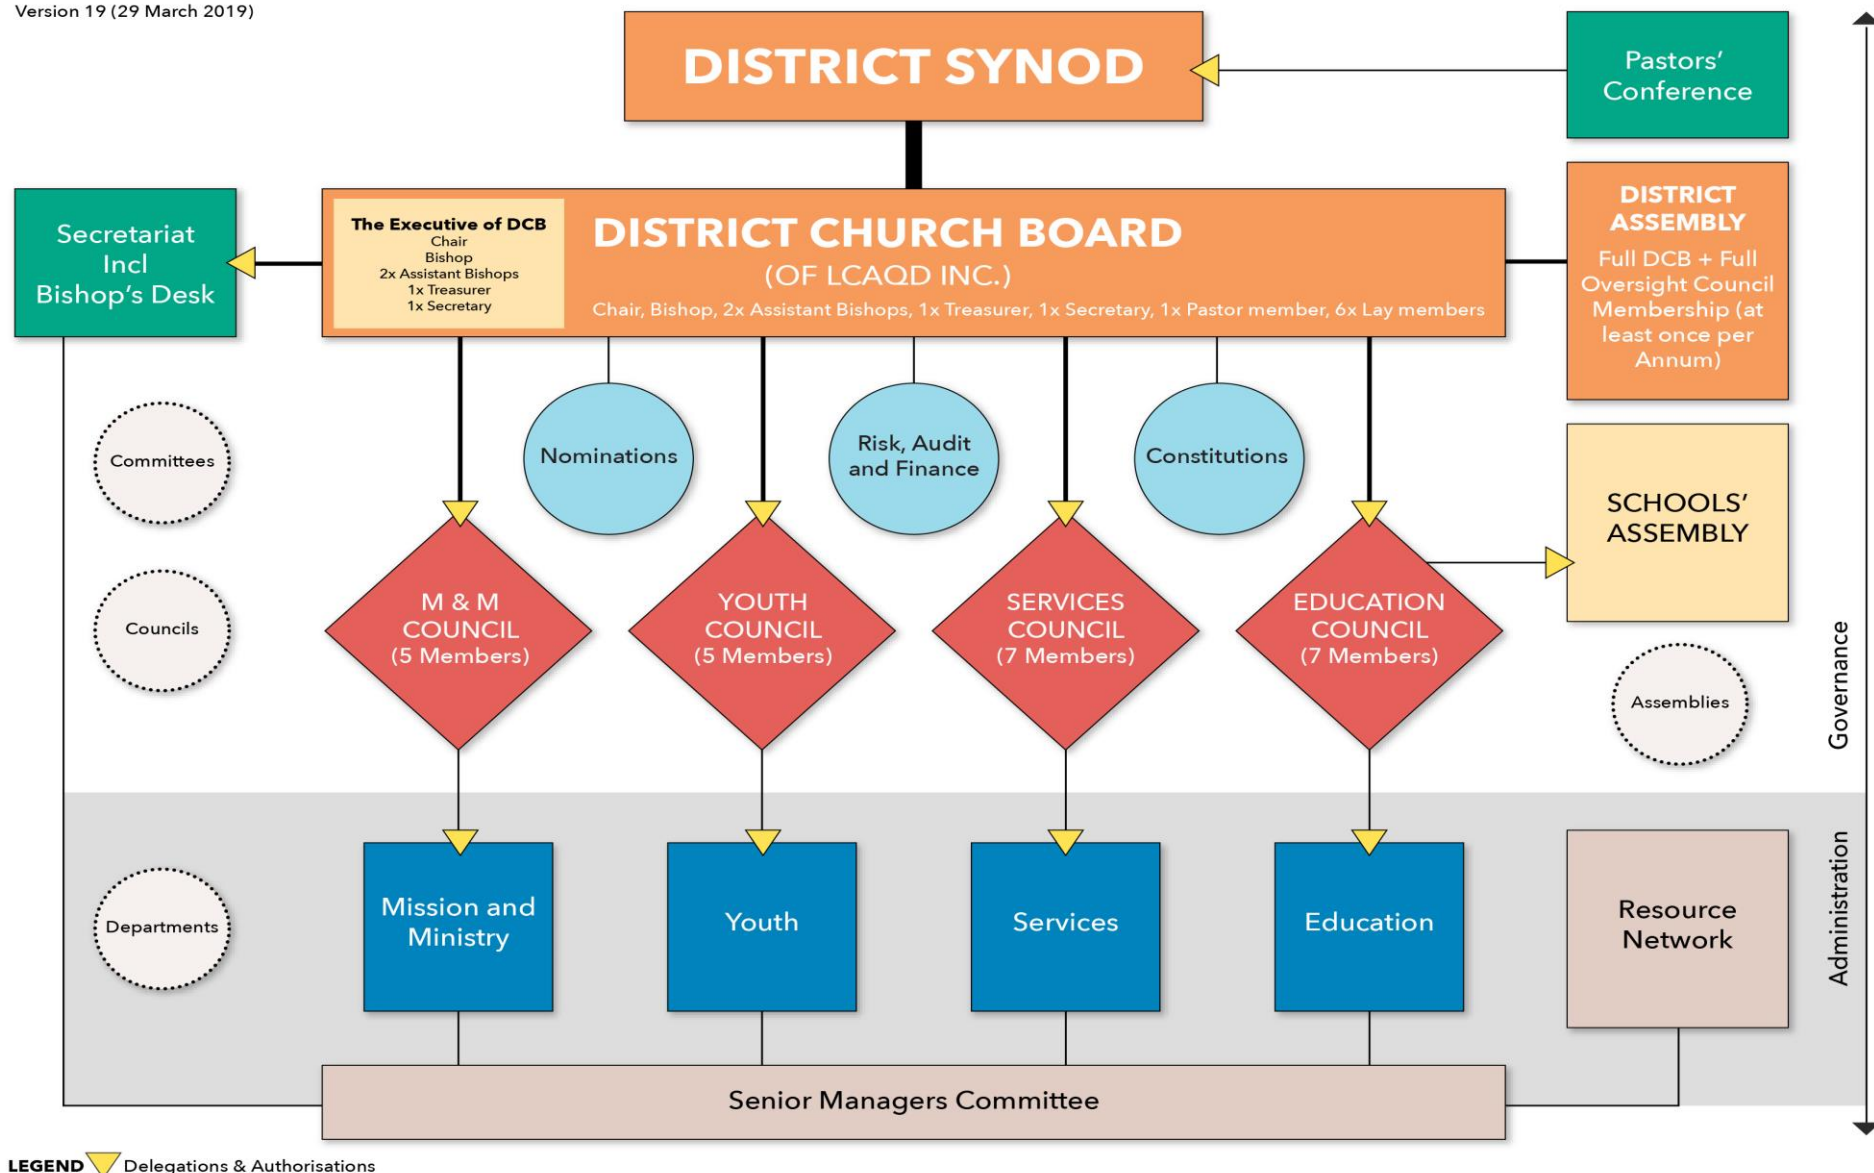 Version 19 (29 March 2019)
DISTRICT SYNOD
Pastors’
Conference
Secretariat
Incl
Bishop’s Desk
The Executive of DCB
Chair
Bishop
2x Assistant Bishops
1x Treasurer
1x Secretary
DISTRICT CHURCH BOARD
(OF LCAQD INC.)
Chair, Bishop, 2x Assistant Bishops, 1x Treasurer, 1x Secretary, 1x Pastor member, 6x Lay members
DISTRICT
ASSEMBLY
Full DCB + Full
Oversight Council
Membership (at
least once per
Annum)
Committees
Nominations
Risk, Audit
and Finance
Constitutions
SCHOOLS’
ASSEMBLY
Councils
M & M
COUNCIL
(5 Members)
YOUTH
COUNCIL
(5 Members)
SERVICES
COUNCIL
(7 Members)
EDUCATION
COUNCIL
(7 Members)
Assemblies
Governance
Departments
Mission and
Ministry
Youth
Services
Education
Resource
Network
Administration
Senior Managers Committee
LEGEND Delegations & Authorisations